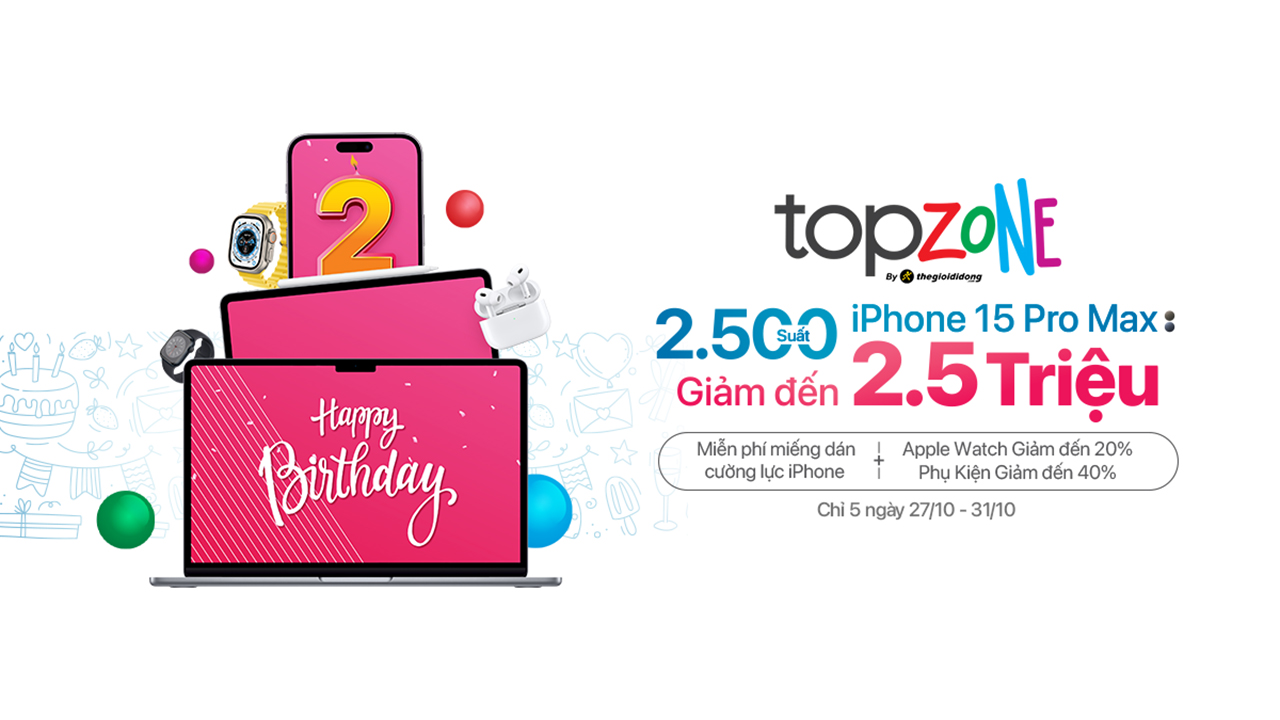 2
Happy
Birthday
topzone
By thegioididong
2.500 Suất iPhone 15 Pro Max:
Giảm đến 2.5 Triệu
Miễn phí miếng dán
cường lực iPhone
+
Apple Watch Giảm đến 20%
Phụ Kiện Giảm đến 40%
Chỉ 5 ngày 27/10 - 31/10